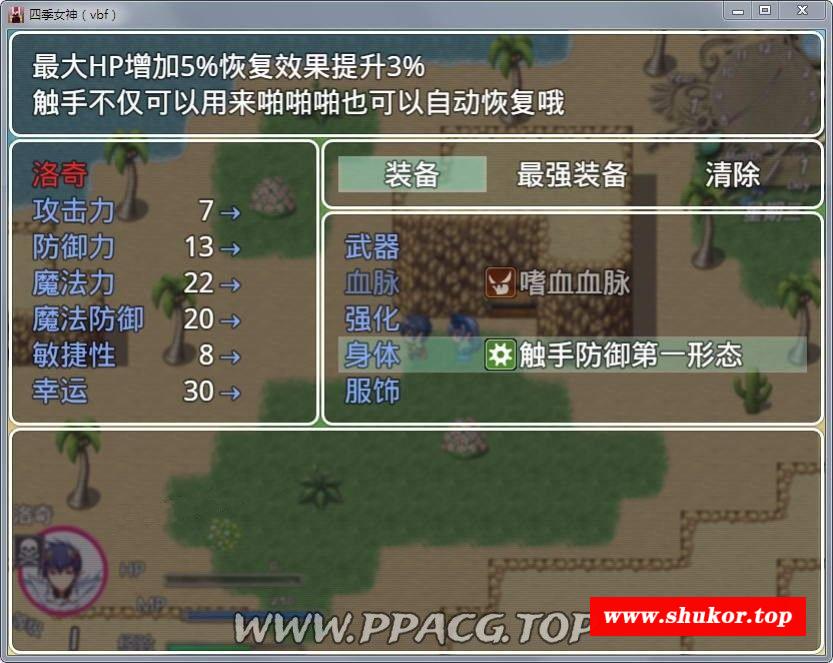 四季女神 ( vbf )
最大HP增加5%恢复效果提升3%
触手不仅可以用来啪啪啪也可以自动恢复哦
洛奇
攻击力 7→
防御力 13→
魔法力 22→
魔法防御 20→
敏捷性 8→
幸运 30→
装备 最强装备 清除
武器
血脉 嗜血血脉
强化
身体 触手防御第一形态
服饰
洛奇
HP
MP
WWW.PPACG.TOP
www.shukor.top